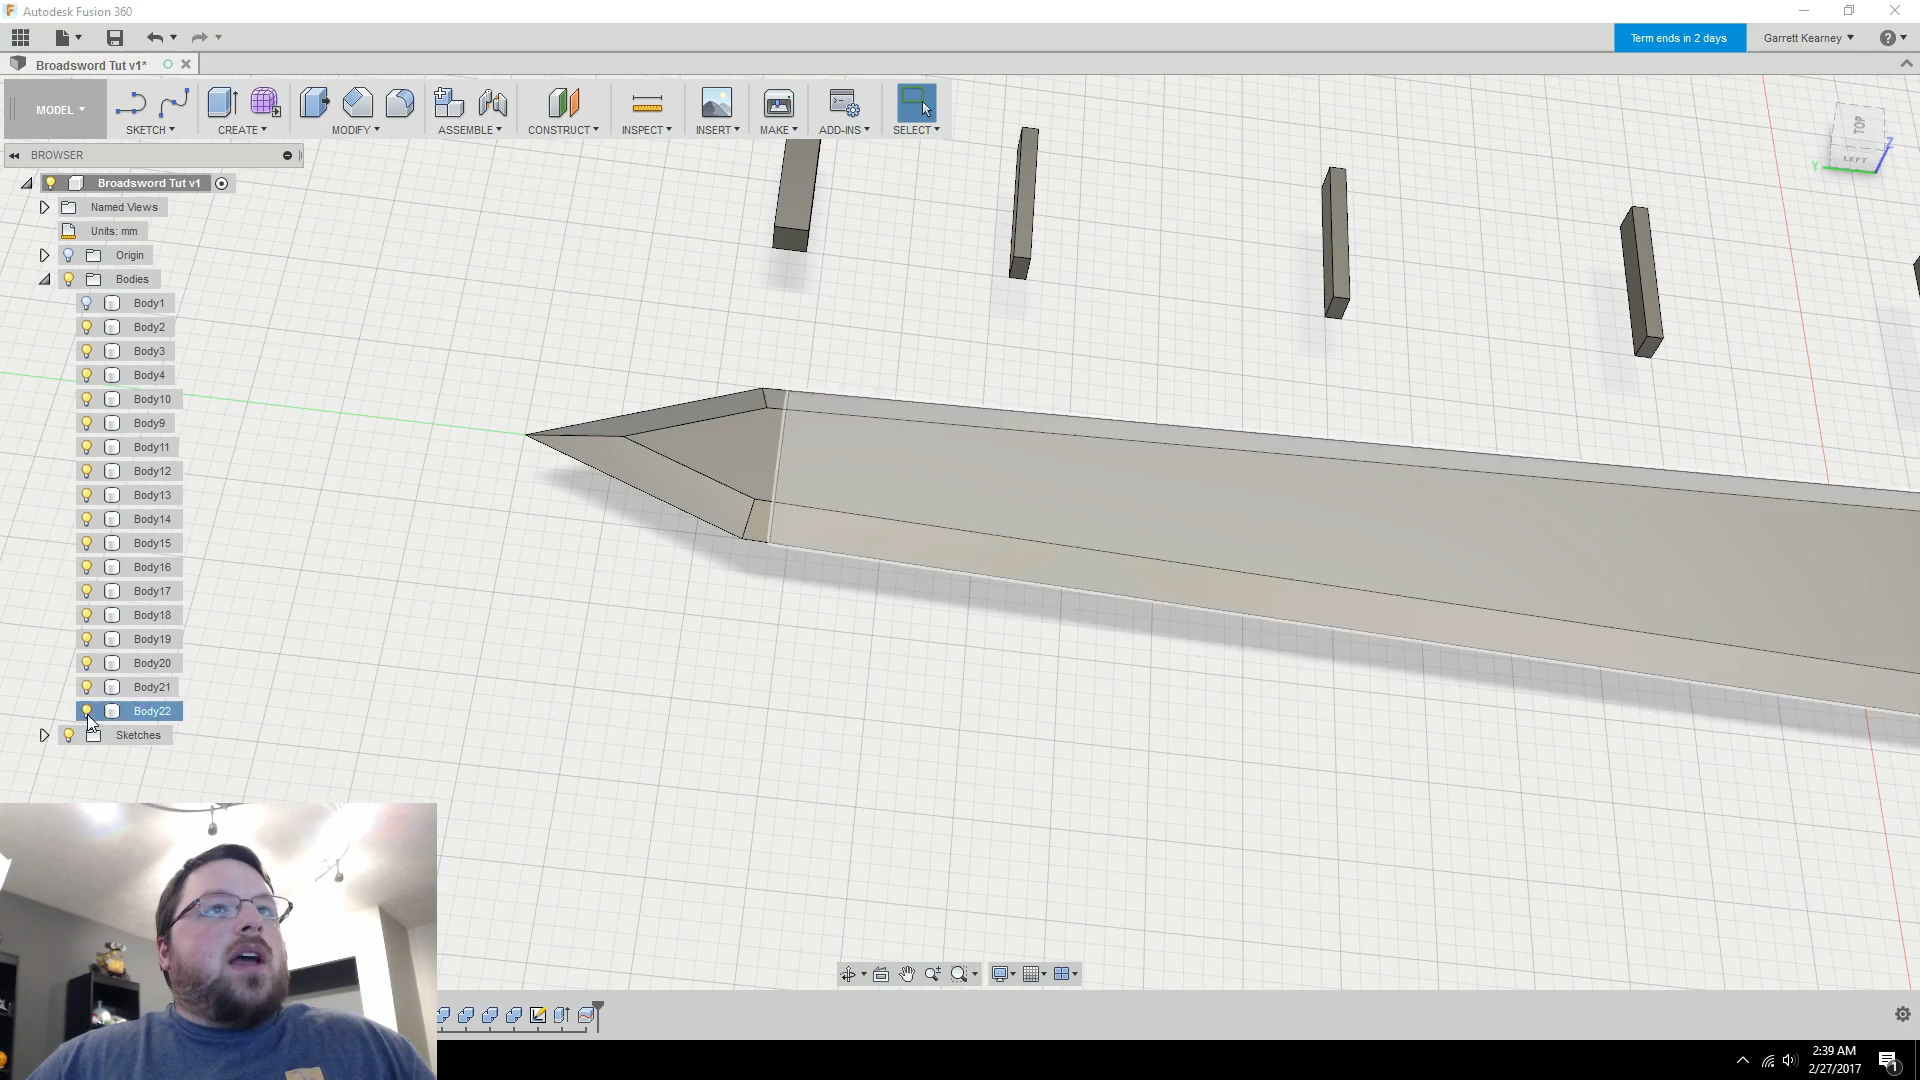 Autodesk Fusion 360
Term ends in 2 days
Garrett Kearney
Broadsword Tut v1*
MODEL
SKETCH
CREATE
MODIFY
ASSEMBLE
CONSTRUCT
INSPECT
INSERT
MAKE
ADD-INS
SELECT
TOP
LEFT
Z
Y
BROWSER
Broadsword Tut v1
Named Views
Units: mm
Origin
Bodies
Body1
Body2
Body3
Body4
Body10
Body9
Body11
Body12
Body13
Body14
Body15
Body16
Body17
Body18
Body19
Body20
Body21
Body22
Sketches
2:39 AM
2/27/2017
1